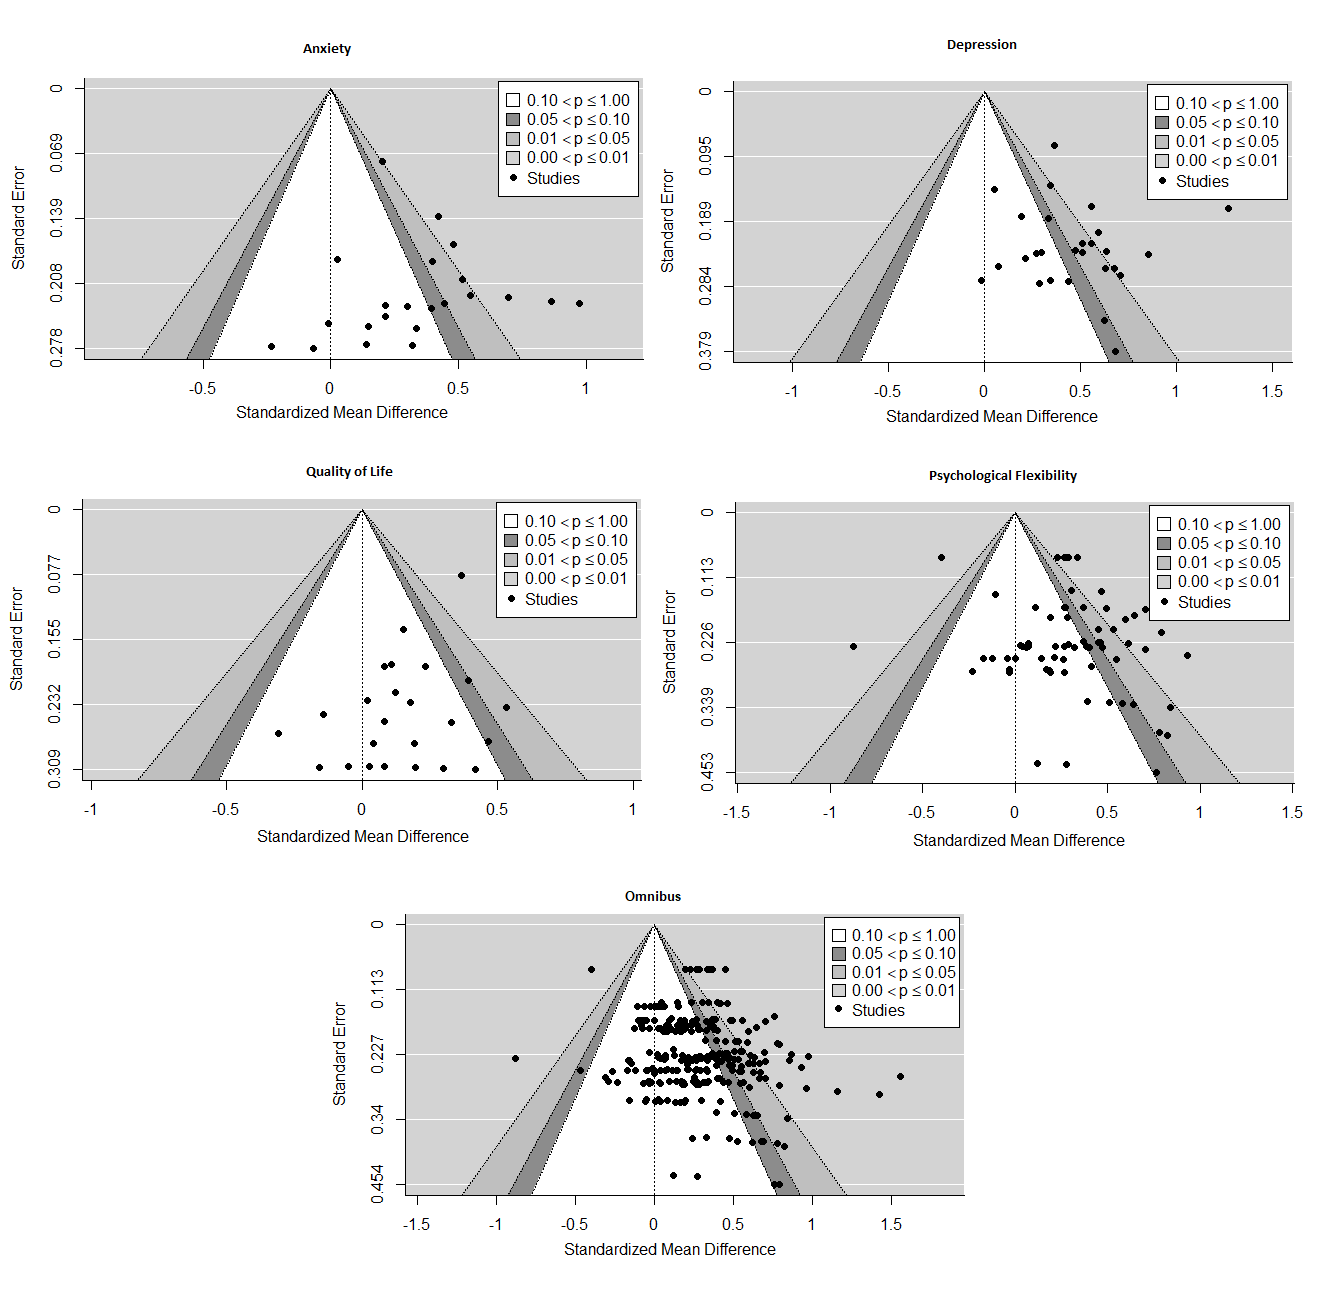 Anxiety
0.10 < p ≤ 1.00
0.05 < p ≤ 0.10
0.01 < p ≤ 0.05
0.00 < p ≤ 0.01
Studies
Standard Error
0
0.069
0.139
0.208
0.278
-0.5
0
0.5
1
Standardized Mean Difference
Depression
0.10 < p ≤ 1.00
0.05 < p ≤ 0.10
0.01 < p ≤ 0.05
0.00 < p ≤ 0.01
Studies
Standard Error
0
0.095
0.189
0.284
0.379
-1
-0.5
0
0.5
1
1.5
Standardized Mean Difference
Quality of Life
0.10 < p ≤ 1.00
0.05 < p ≤ 0.10
0.01 < p ≤ 0.05
0.00 < p ≤ 0.01
Studies
Standard Error
0
0.077
0.155
0.232
0.309
-1
-0.5
0
0.5
1
Standardized Mean Difference
Psychological Flexibility
0.10 < p ≤ 1.00
0.05 < p ≤ 0.10
0.01 < p ≤ 0.05
0.00 < p ≤ 0.01
Studies
Standard Error
0
0.113
0.226
0.339
0.453
-1.5
-1
-0.5
0
0.5
1
1.5
Standardized Mean Difference
Omnibus
0.10 < p ≤ 1.00
0.05 < p ≤ 0.10
0.01 < p ≤ 0.05
0.00 < p ≤ 0.01
Studies
Standard Error
0
0.113
0.227
0.34
0.454
-1.5
-1
-0.5
0
0.5
1
1.5
Standardized Mean Difference